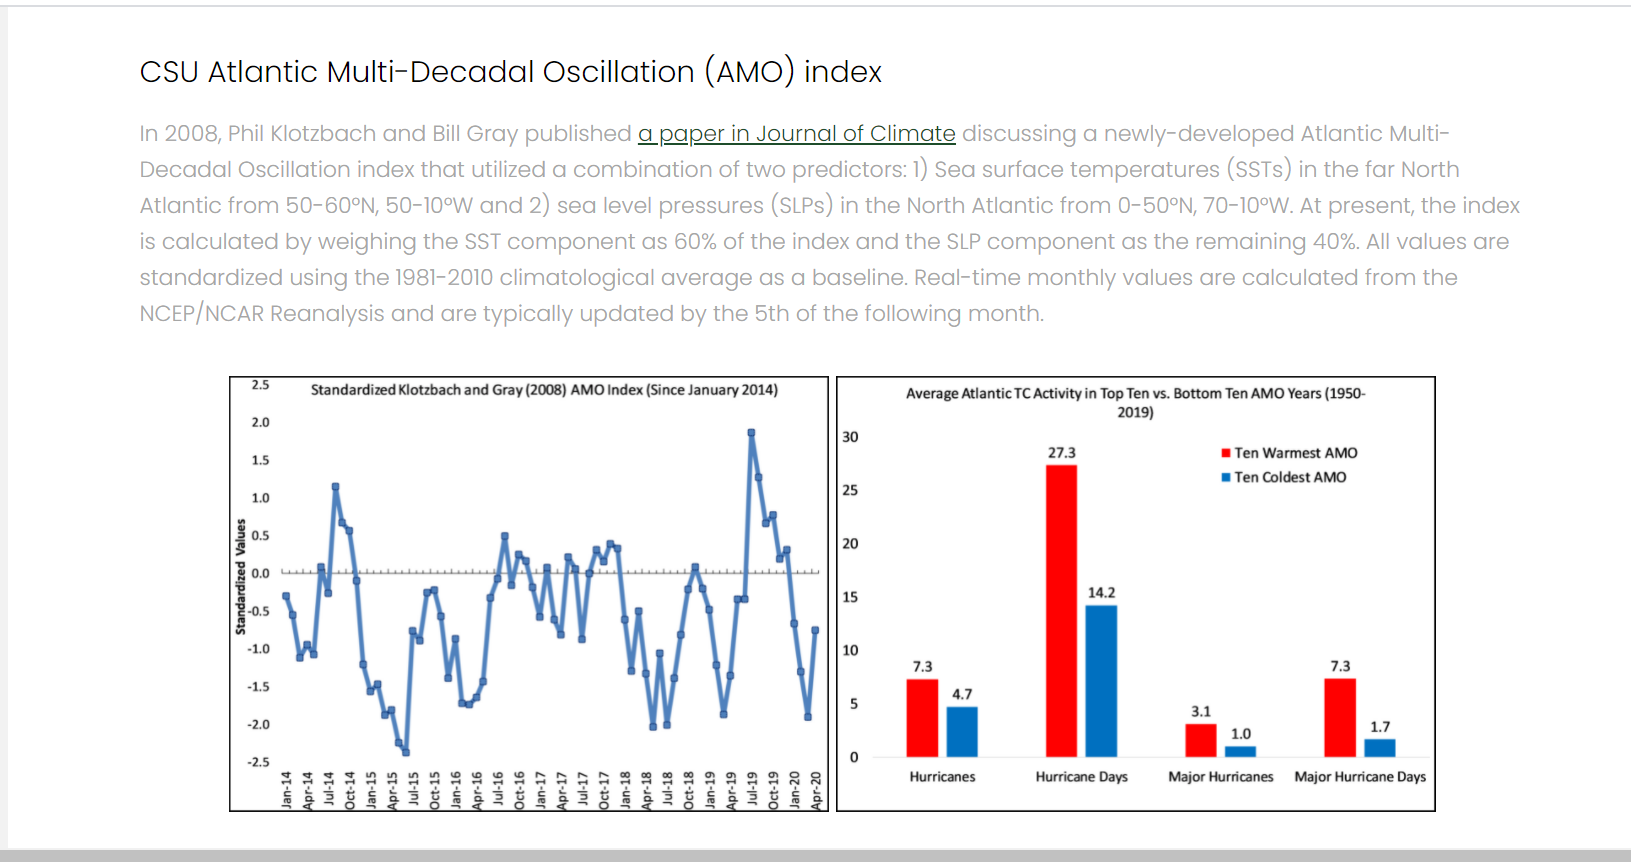 CSU Atlantic Multi-Decadal Oscillation (AMO) index
In 2008, Phil Klotzbach and Bill Gray published a paper in Journal of Climate discussing a newly-developed Atlantic Multi-
Decadal Oscillation index that utilized a combination of two predictors: 1) Sea surface temperatures (SSTs) in the far North
Atlantic from 50-60°N, 50-10°W and 2) sea level pressures (SLPs) in the North Atlantic from 0-50°N, 70-10°W. At present, the index
is calculated by weighing the SST component as 60% of the index and the SLP component as the remaining 40%. All values are
standardized using the 1981-2010 climatological average as a baseline. Real-time monthly values are calculated from the
NCEP/NCAR Reanalysis and are typically updated by the 5th of the following month.
Standardized Klotzbach and Gray (2008) AMO Index (Since January 2014)
Standardized Values
2.5
2.0
1.5
1.0
0.5
0.0
-0.5
-1.0
-1.5
-2.0
-2.5
Jan-14
Apr-14
Jul-14
Oct-14
Jan-15
Apr-15
Jul-15
Oct-15
Jan-16
Apr-16
Jul-16
Oct-16
Jan-17
Apr-17
Jul-17
Oct-17
Jan-18
Apr-18
Jul-18
Oct-18
Jan-19
Apr-19
Jul-19
Oct-19
Jan-20
Apr-20
Average Atlantic TC Activity in Top Ten vs. Bottom Ten AMO Years (1950-
2019)
Ten Warmest AMO
Ten Coldest AMO
30
25
20
15
10
5
0
7.3
4.7
27.3
14.2
3.1
1.0
7.3
1.7
Hurricanes
Hurricane Days
Major Hurricanes
Major Hurricane Days